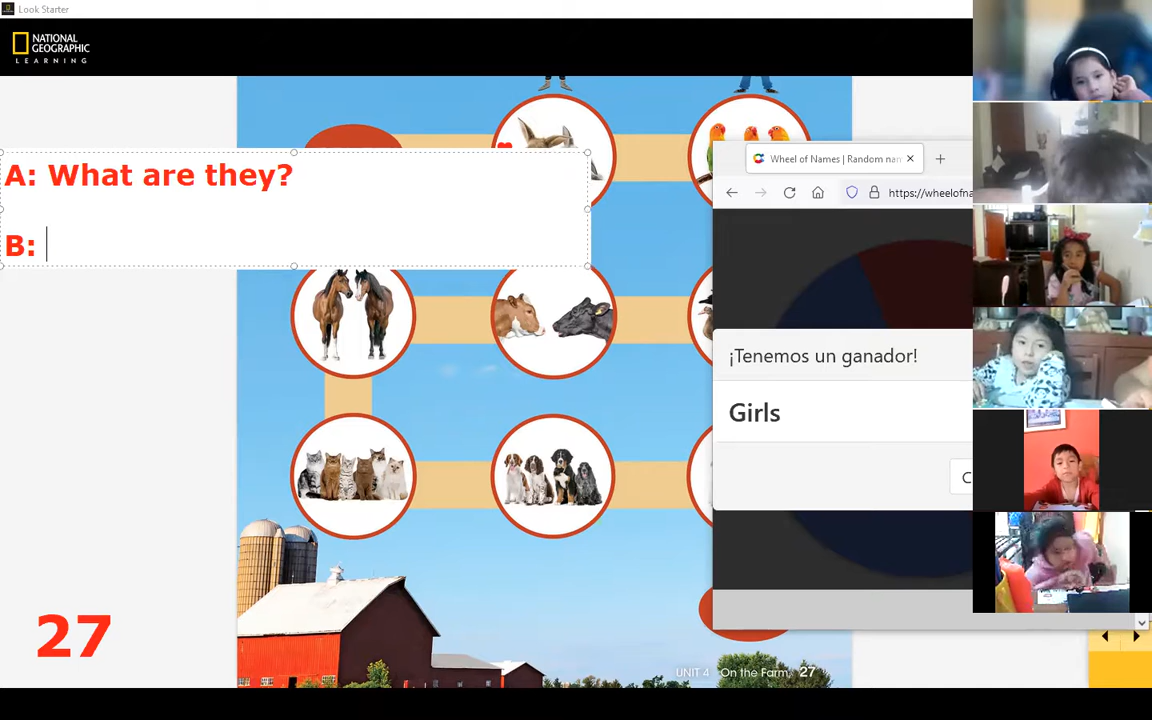 Look Starter
NATIONAL
GEOGRAPHIC
LEARNING
A: What are they?
B:
Wheel of Names | Random nan
https://wheelofna
¡Tenemos un ganador!
Girls
C
27
UNIT 4 On the Farm 27